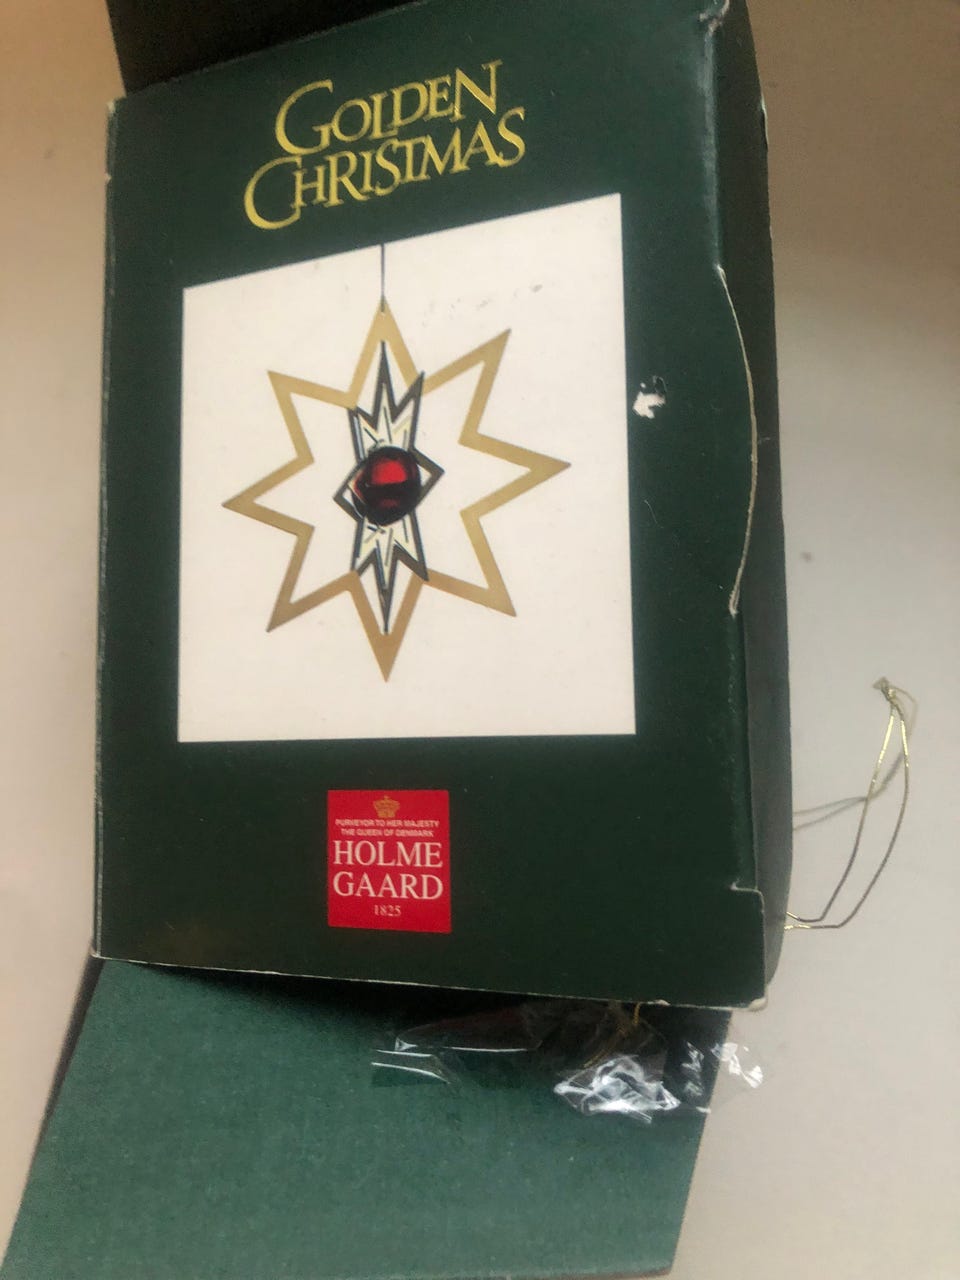 GOLDEN
CHRISTMAS
PURVEYOR TO HER MAJESTY
THE QUEEN OF DENMARK
HOLME
GAARD
1825